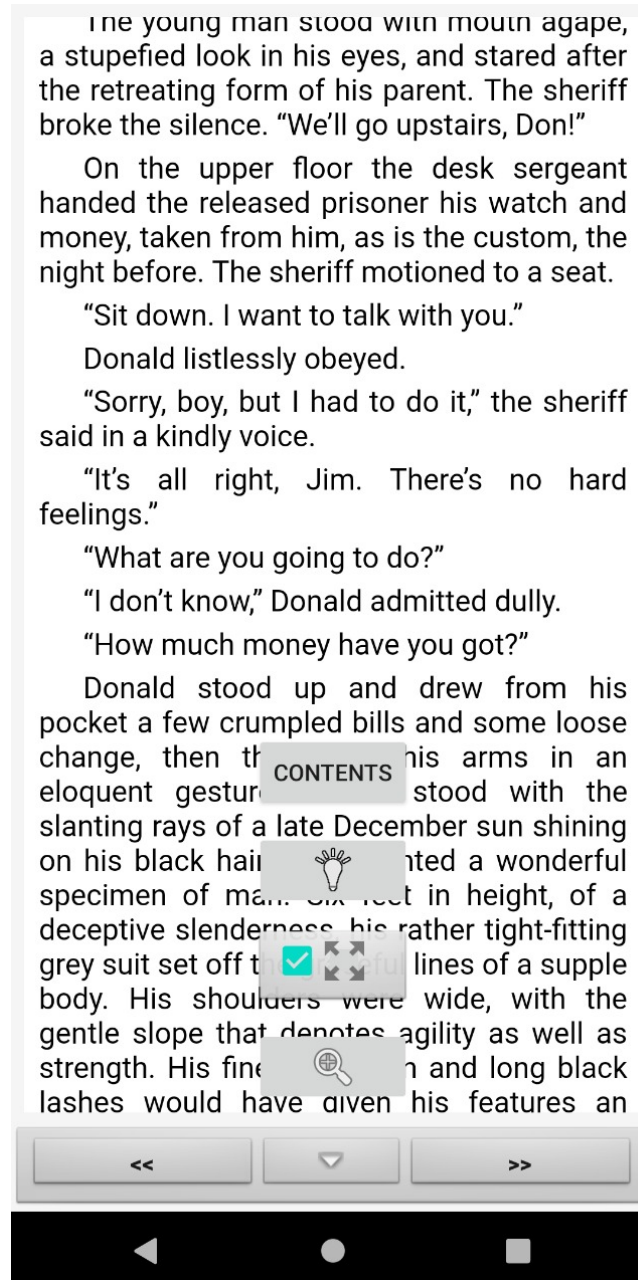 The young man stood with mouth agape,
a stupefied look in his eyes, and stared after
the retreating form of his parent. The sheriff
broke the silence. “We’ll go upstairs, Don!”
On the upper floor the desk sergeant
handed the released prisoner his watch and
money, taken from him, as is the custom, the
night before. The sheriff motioned to a seat.
“Sit down. I want to talk with you.”
Donald listlessly obeyed.
“Sorry, boy, but I had to do it,” the sheriff
said in a kindly voice.
“It’s all right, Jim. There’s no hard
feelings.”
“What are you going to do?”
“I don’t know,” Donald admitted dully.
“How much money have you got?”
Donald stood up and drew from his
pocket a few crumpled bills and some loose
change, then his arms in an
CONTENTS
eloquent stood with the
slanting rays of a late December sun shining
on his black a wonderful
specimen of man. Six feet in height, of a
deceptive slenderness, his rather tight-fitting
grey suit set off the graceful lines of a supple
body. His shoulders were wide, with the
gentle slope that denotes agility as well as
strength. His and long black
lashes would have given his features an
<< >>